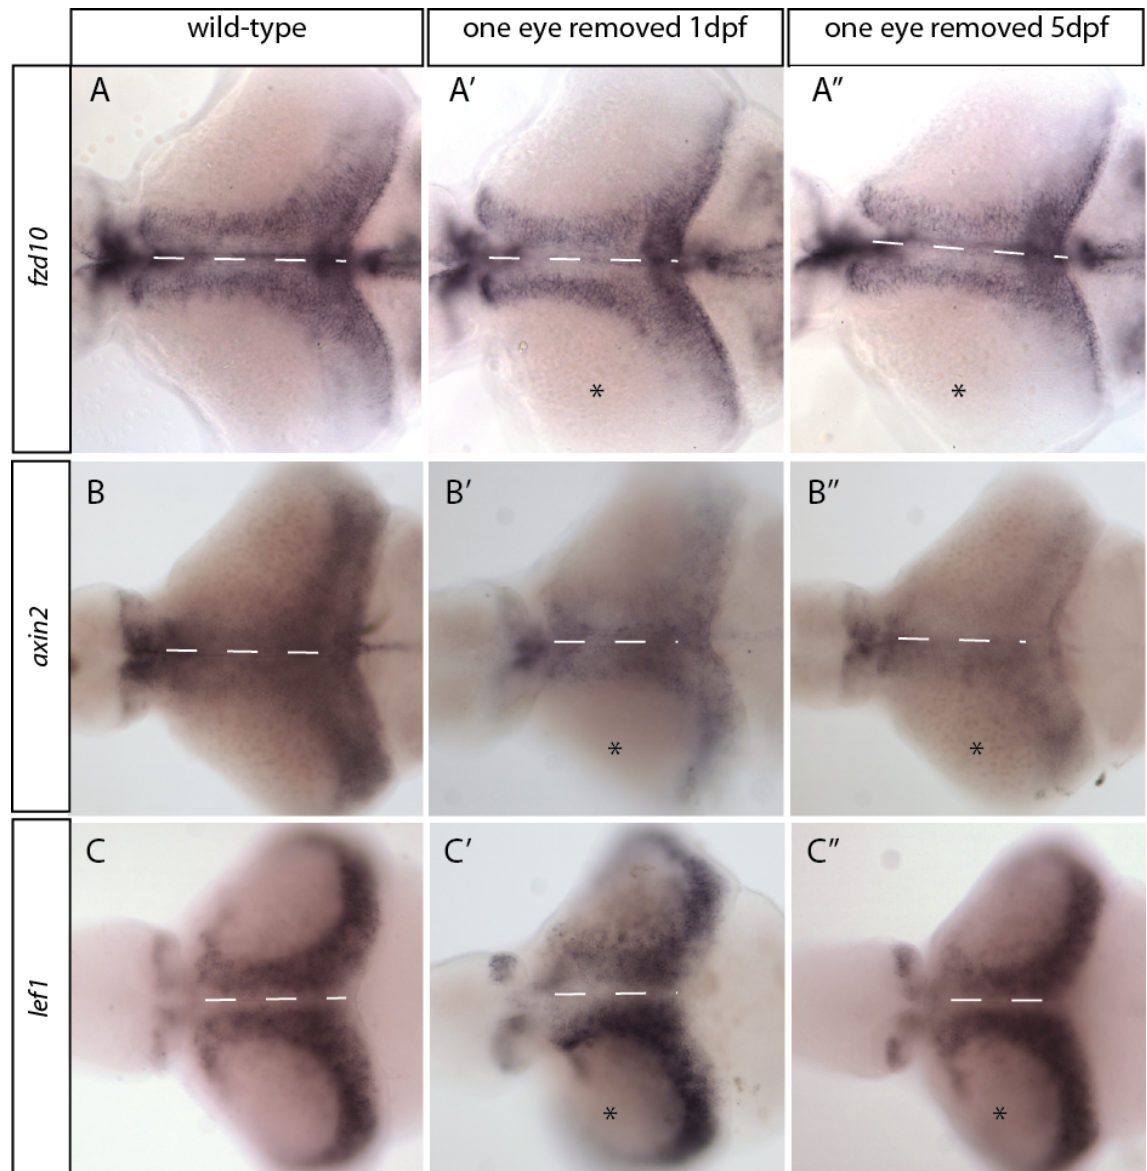 wild-type
one eye removed 1dpf
one eye removed 5dpf
fzd10
A
A′
A″
*
*
axin2
B
B′
B″
*
*
lef1
C
C′
C″
*
*